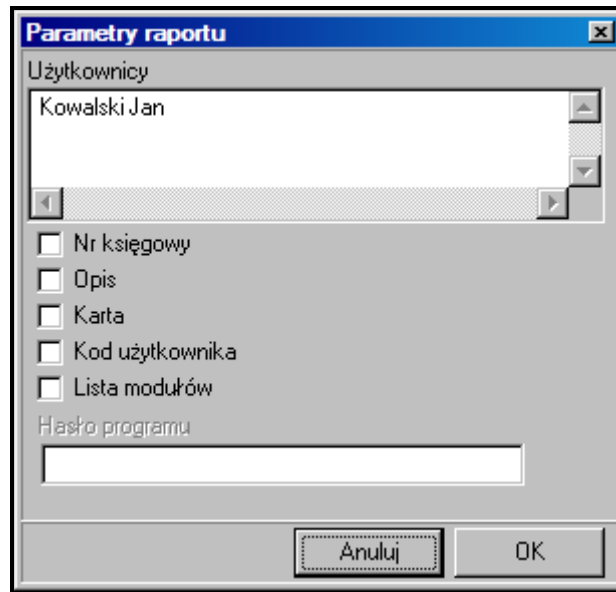 Parametry raportu
Użytkownicy
Kowalski Jan
Nr księgowy
Opis
Karta
Kod użytkownika
Lista modułów
Hasło programu
Anuluj
OK